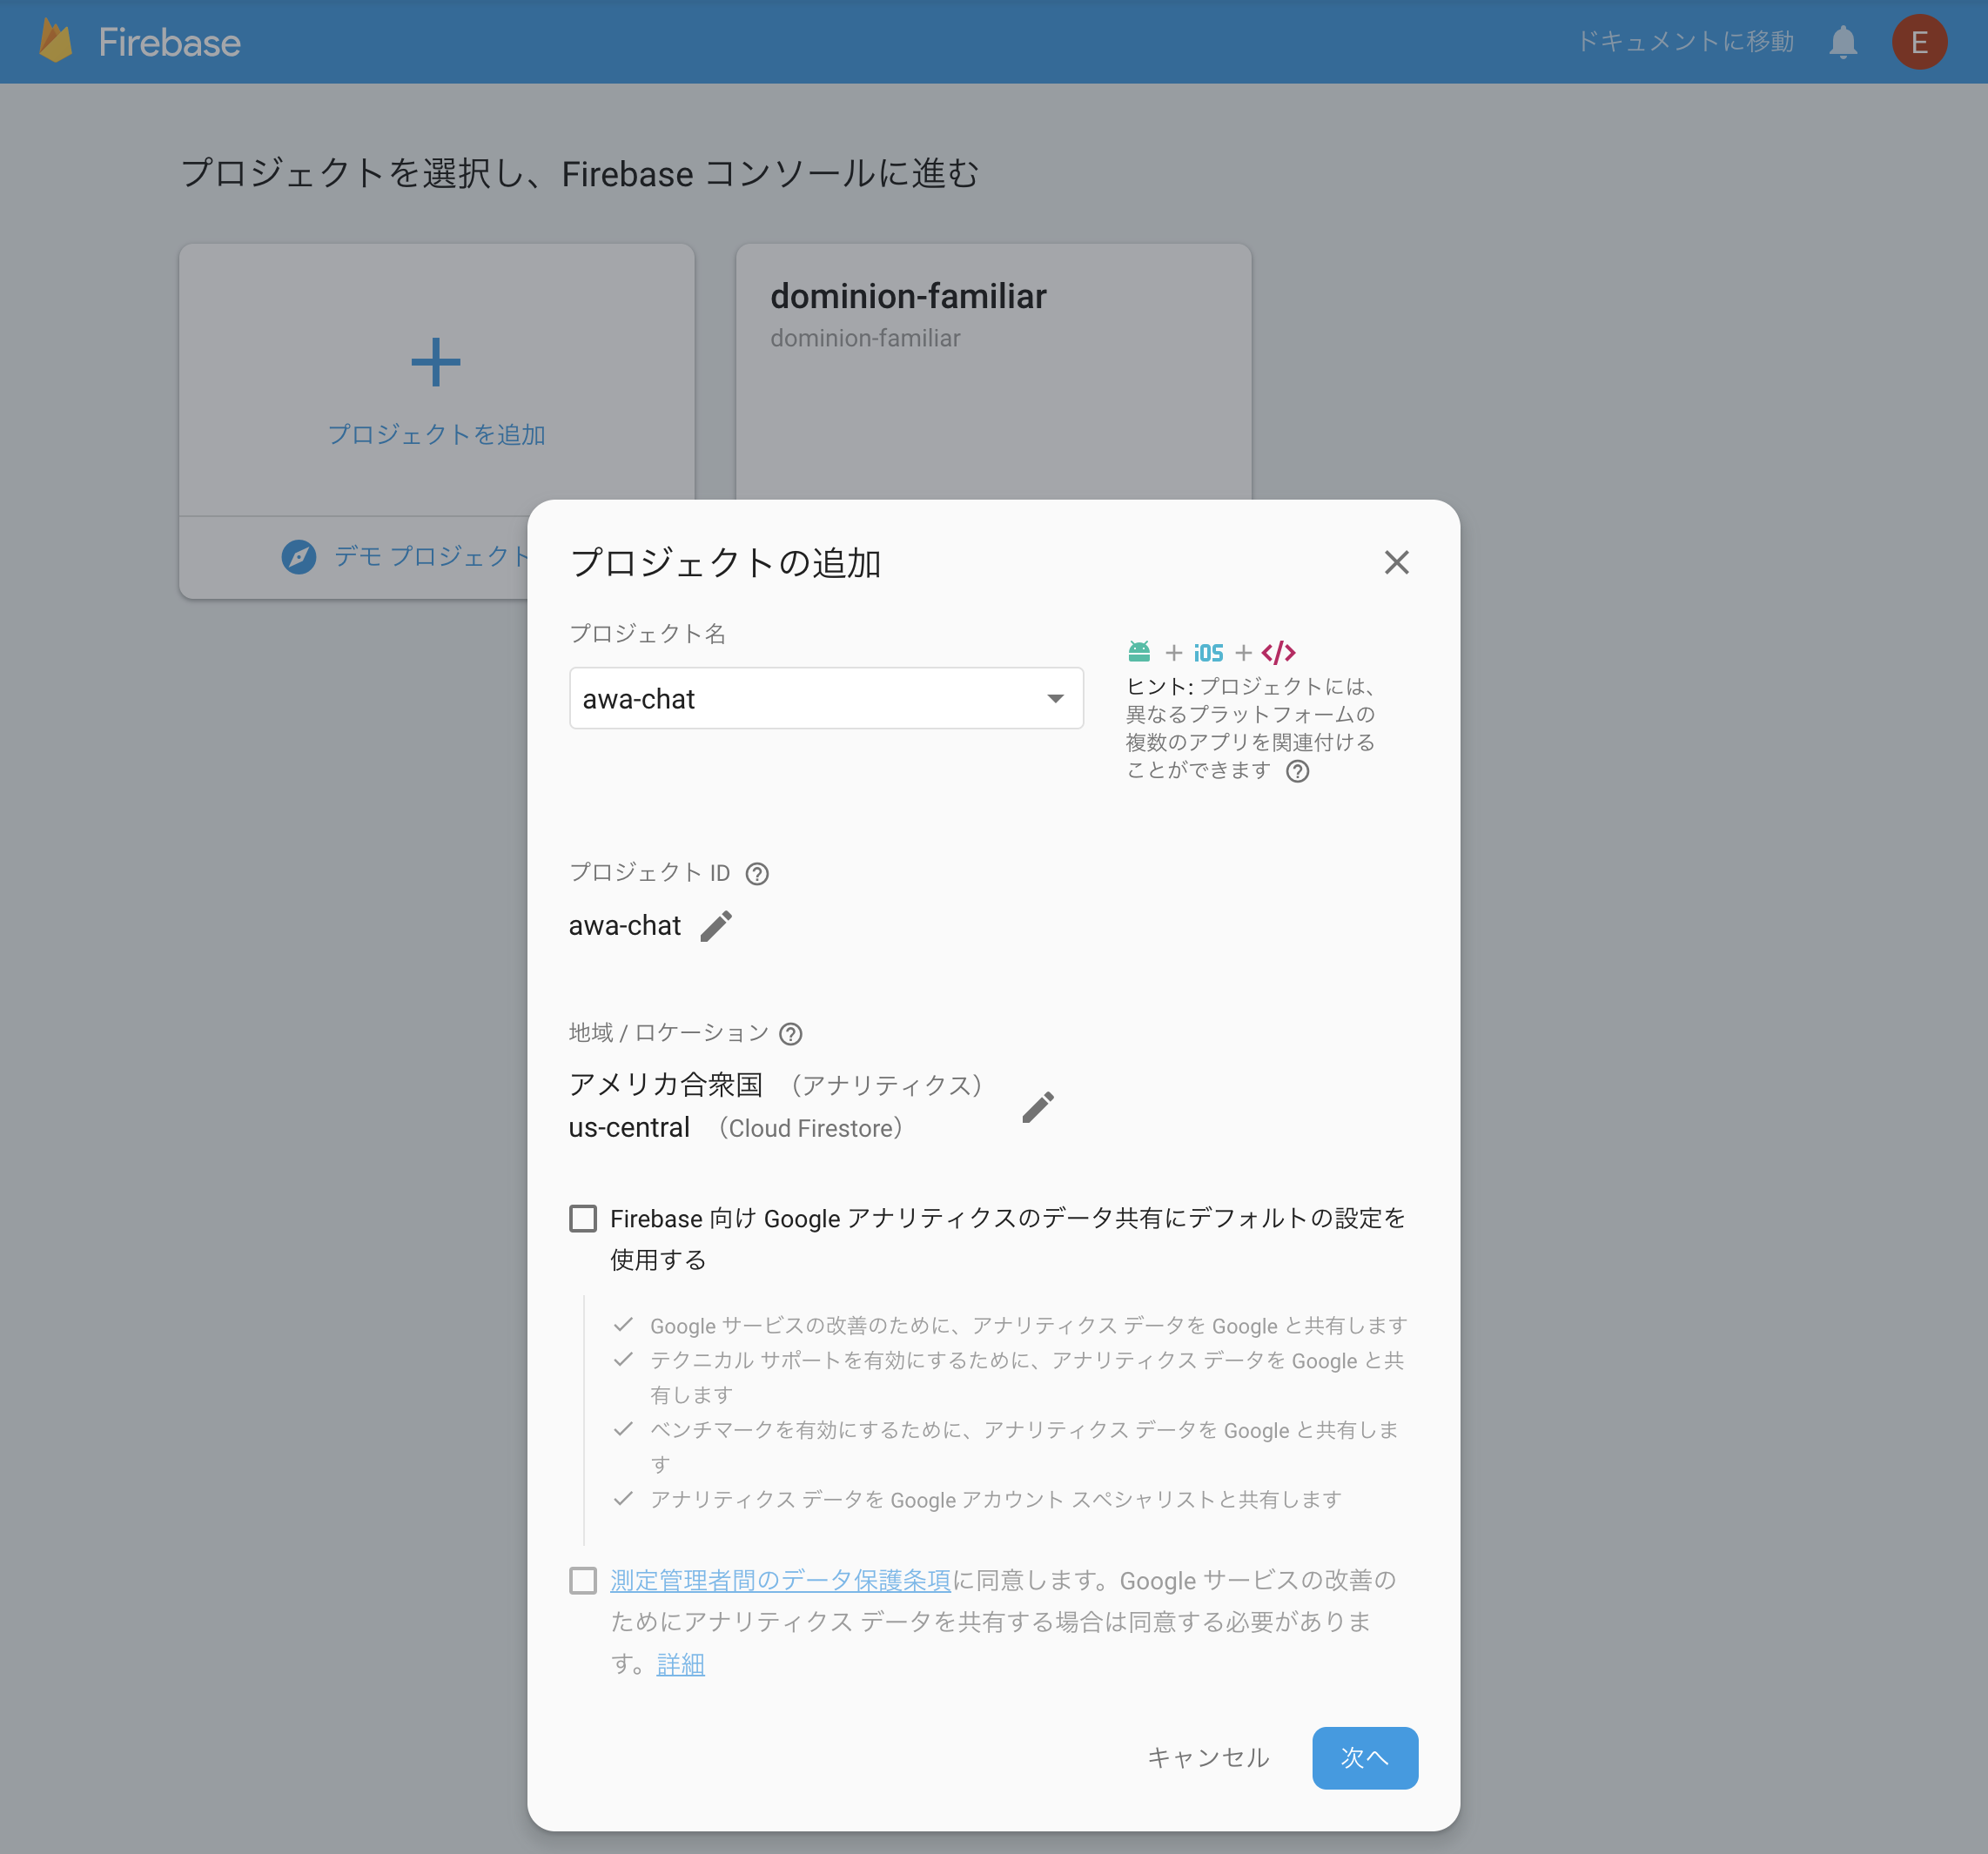 Firebase
ドキュメントに移動
E
プロジェクトを選択し、Firebase コンソールに進む
プロジェクトを追加
dominion-familiar
dominion-familiar
デモ プロジェクト
プロジェクトの追加
プロジェクト名
awa-chat
+ iOS + </>
ヒント: プロジェクトには、
異なるプラットフォームの
複数のアプリを関連付ける
ことができます
プロジェクト ID
awa-chat
地域 / ロケーション
アメリカ合衆国 （アナリティクス）
us-central （Cloud Firestore）
Firebase 向け Google アナリティクスのデータ共有にデフォルトの設定を
使用する
Google サービスの改善のために、アナリティクス データを Google と共有します
テクニカル サポートを有効にするために、アナリティクス データを Google と共
有します
ベンチマークを有効にするために、アナリティクス データを Google と共有しま
す
アナリティクス データを Google アカウント スペシャリストと共有します
測定管理者間のデータ保護条項に同意します。Google サービスの改善の
ためにアナリティクス データを共有する場合は同意する必要がありま
す。詳細
キャンセル
次へ